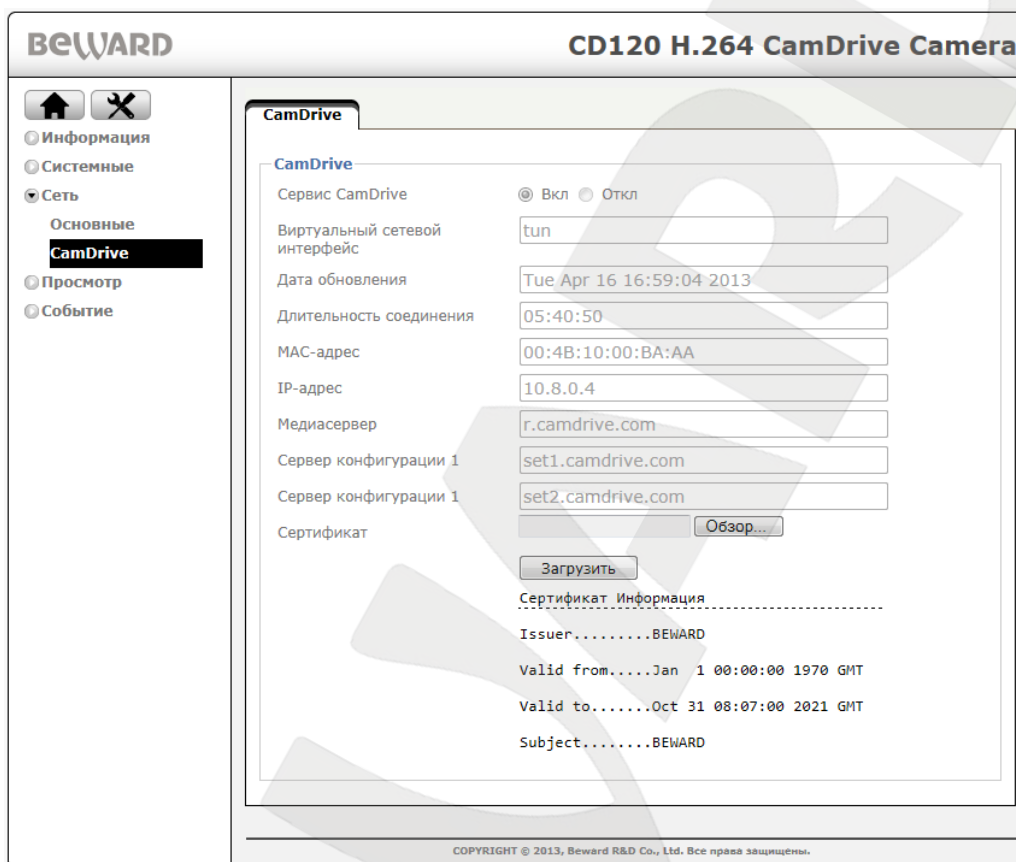 BEWARD
CD120 H.264 CamDrive Camera
Информация
Системные
Сеть
Основные
CamDrive
Просмотр
Событие
CamDrive
CamDrive
Сервис CamDrive Вкл Откл
Виртуальный сетевой интерфейс tun
Дата обновления Tue Apr 16 16:59:04 2013
Длительность соединения 05:40:50
MAC-адрес 00:4B:10:00:BA:AA
IP-адрес 10.8.0.4
Медиасервер r.camdrive.com
Сервер конфигурации 1 set1.camdrive.com
Сервер конфигурации 1 set2.camdrive.com
Сертификат Обзор...
Загрузить
Сертификат Информация
Issuer.........BEWARD
Valid from.....Jan  1 00:00:00 1970 GMT
Valid to.......Oct 31 08:07:00 2021 GMT
Subject........BEWARD
COPYRIGHT © 2013, Beward R&D Co., Ltd. Все права защищены.